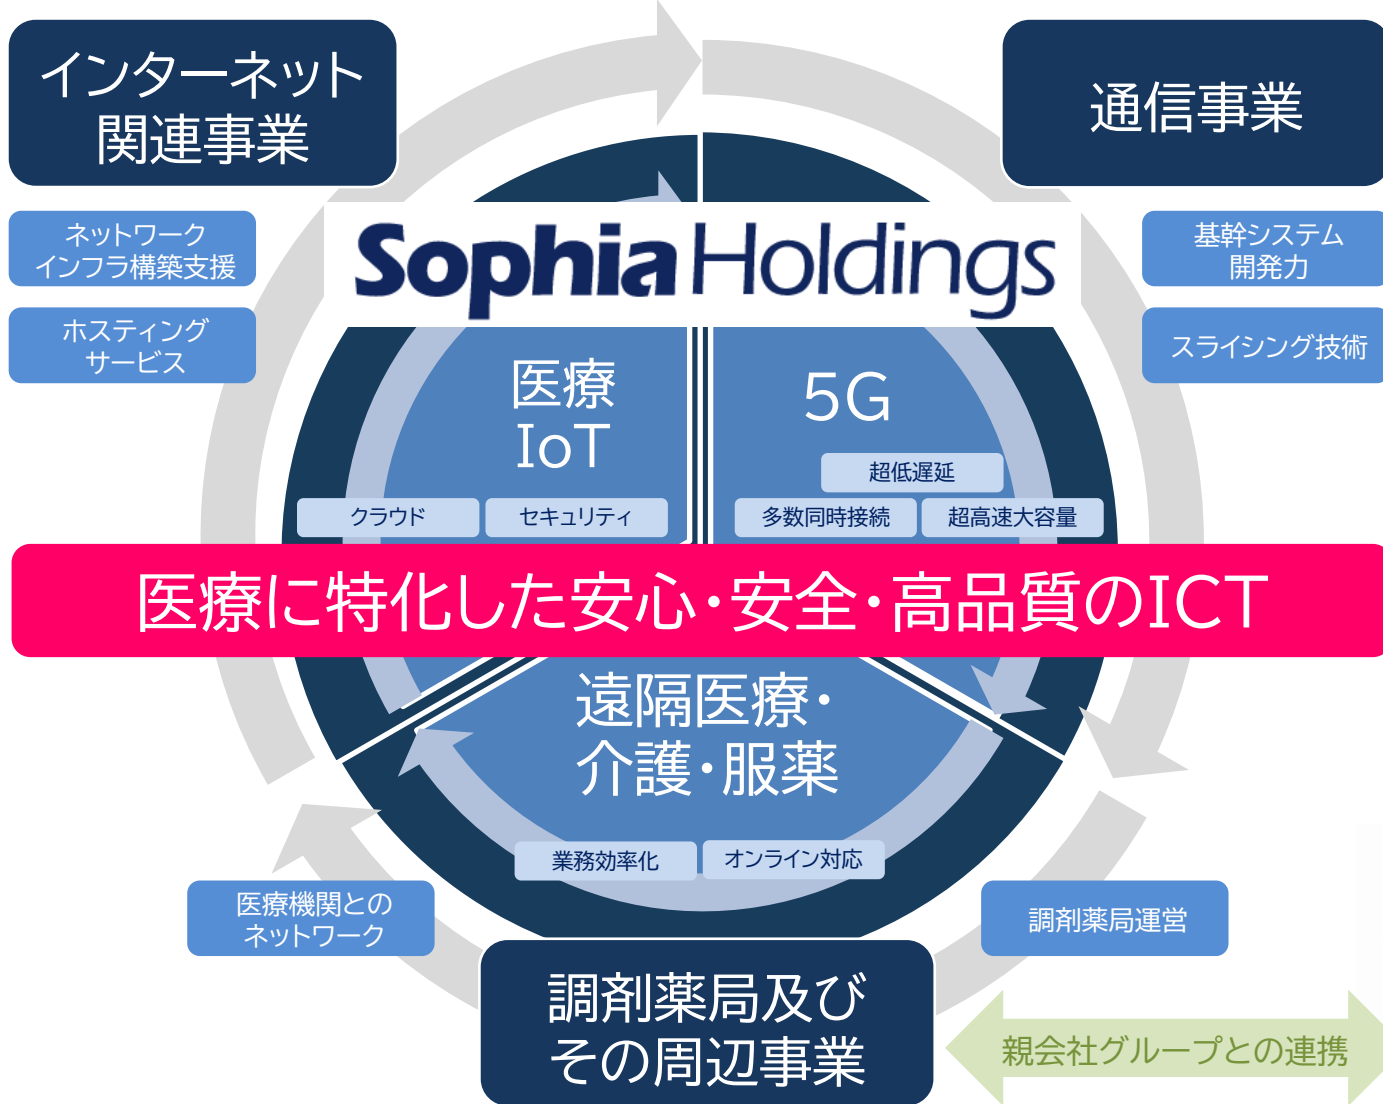 インターネット
関連事業
通信事業
ネットワーク
インフラ構築支援
ホスティング
サービス
基幹システム
開発力
スライシング技術
Sophia Holdings
医療
IoT
クラウド
セキュリティ
5G
超低遅延
多数同時接続
超高速大容量
医療に特化した安心・安全・高品質のICT
遠隔医療・
介護・服薬
業務効率化
オンライン対応
医療機関との
ネットワーク
調剤薬局運営
調剤薬局及び
その周辺事業
親会社グループとの連携